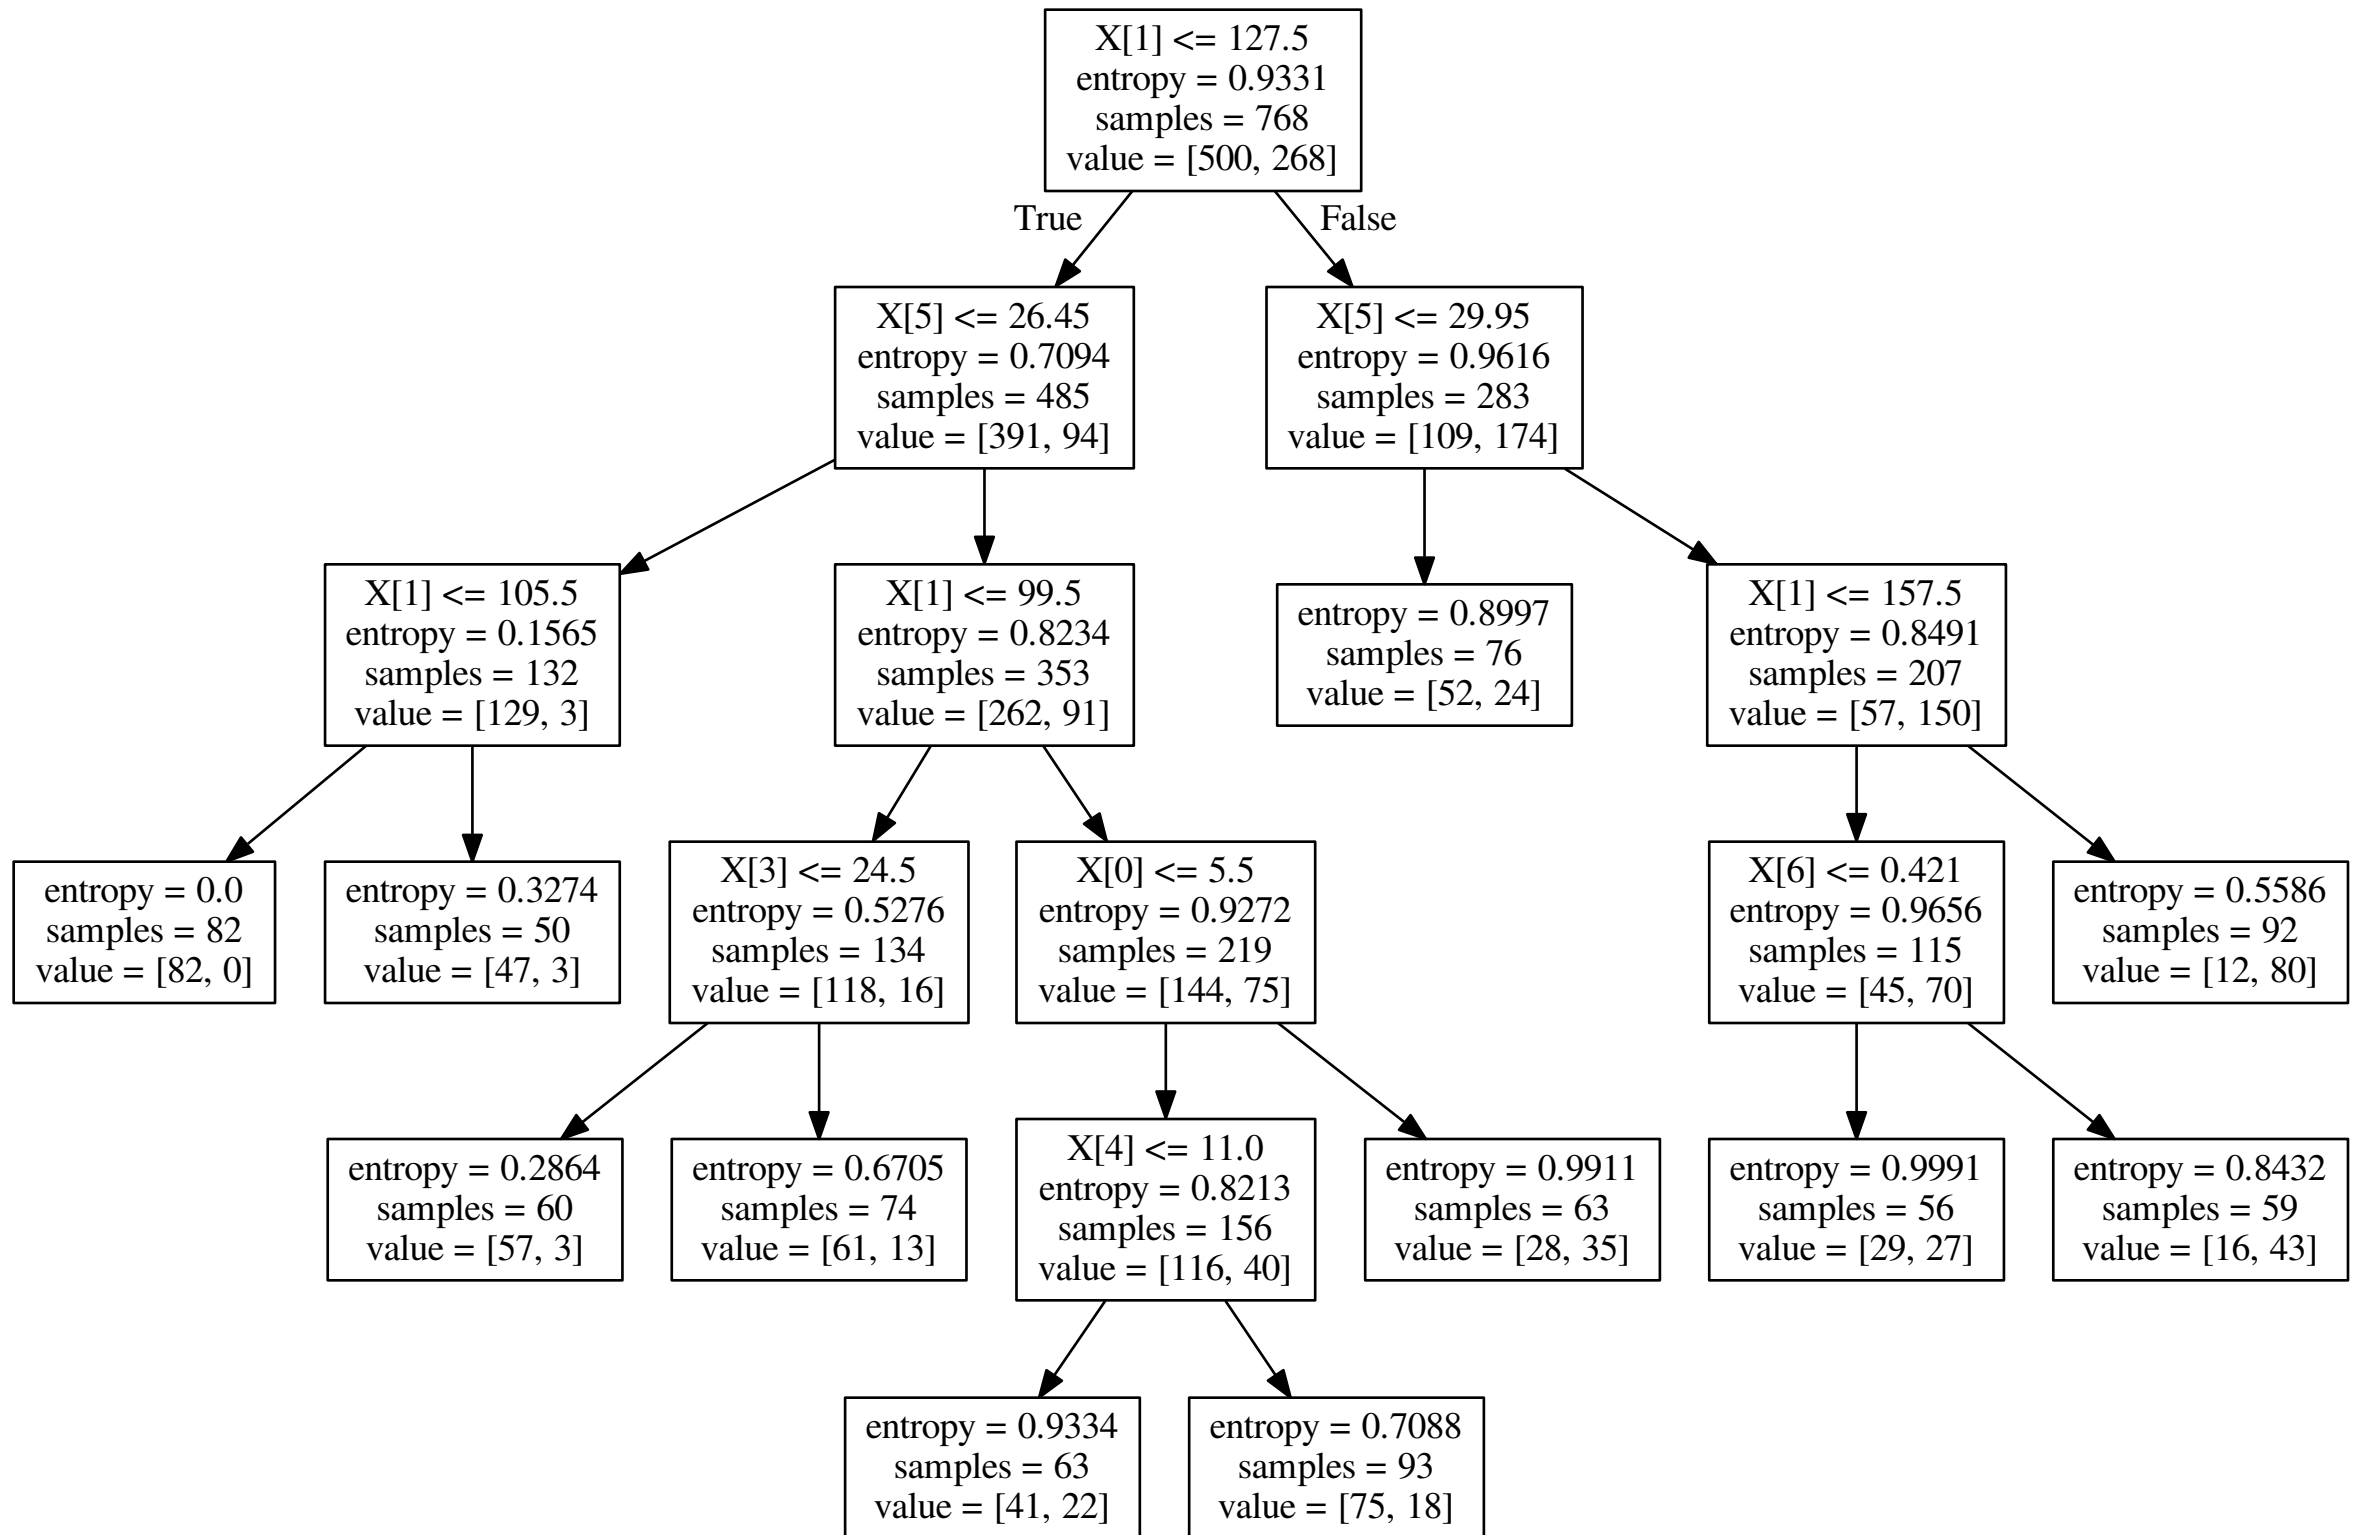 X[1] <= 127.5
entropy = 0.9331
samples = 768
value = [500, 268]
True
False
X[5] <= 26.45
entropy = 0.7094
samples = 485
value = [391, 94]
X[5] <= 29.95
entropy = 0.9616
samples = 283
value = [109, 174]
X[1] <= 105.5
entropy = 0.1565
samples = 132
value = [129, 3]
X[1] <= 99.5
entropy = 0.8234
samples = 353
value = [262, 91]
entropy = 0.8997
samples = 76
value = [52, 24]
X[1] <= 157.5
entropy = 0.8491
samples = 207
value = [57, 150]
entropy = 0.0
samples = 82
value = [82, 0]
entropy = 0.3274
samples = 50
value = [47, 3]
X[3] <= 24.5
entropy = 0.5276
samples = 134
value = [118, 16]
X[0] <= 5.5
entropy = 0.9272
samples = 219
value = [144, 75]
X[6] <= 0.421
entropy = 0.9656
samples = 115
value = [45, 70]
entropy = 0.5586
samples = 92
value = [12, 80]
entropy = 0.2864
samples = 60
value = [57, 3]
entropy = 0.6705
samples = 74
value = [61, 13]
X[4] <= 11.0
entropy = 0.8213
samples = 156
value = [116, 40]
entropy = 0.9911
samples = 63
value = [28, 35]
entropy = 0.9991
samples = 56
value = [29, 27]
entropy = 0.8432
samples = 59
value = [16, 43]
entropy = 0.9334
samples = 63
value = [41, 22]
entropy = 0.7088
samples = 93
value = [75, 18]